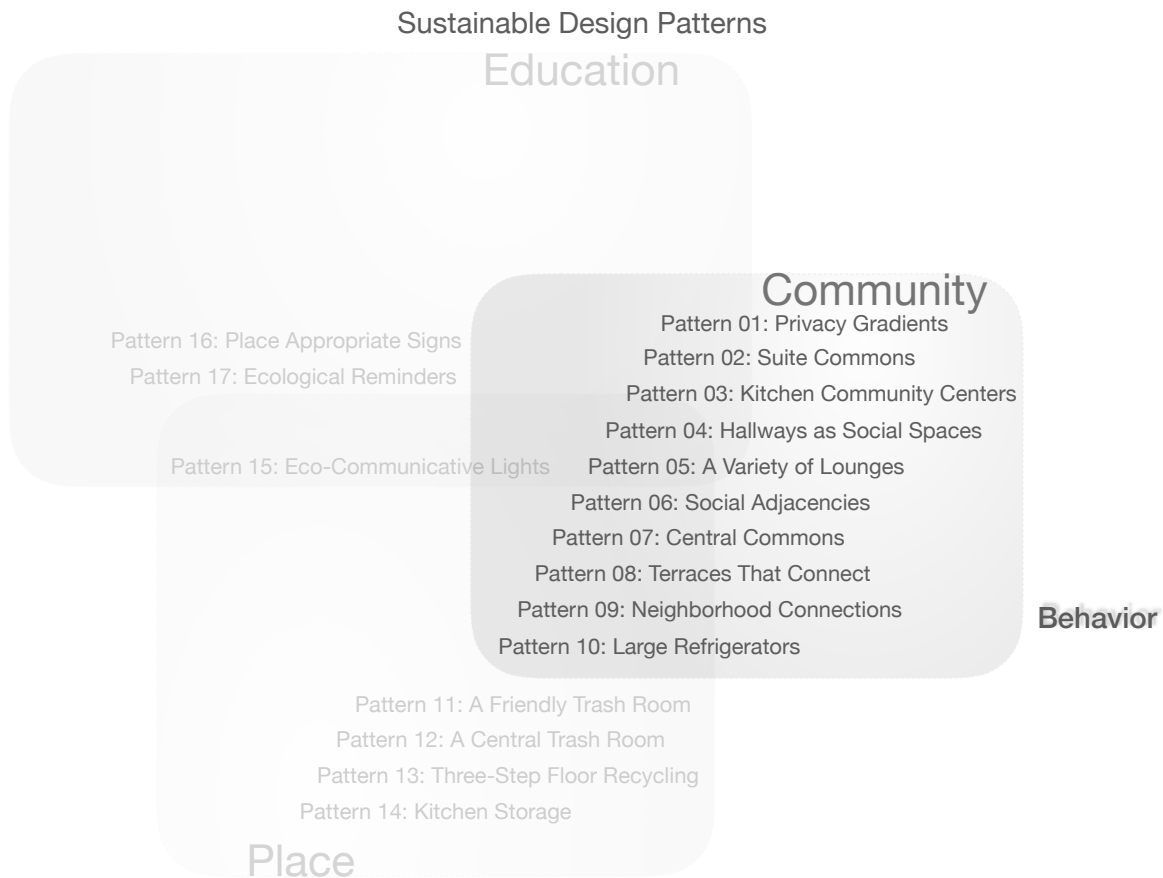 Sustainable Design Patterns
Education
Community
Pattern 01: Privacy Gradients
Pattern 16: Place Appropriate Signs
Pattern 02: Suite Commons
Pattern 17: Ecological Reminders
Pattern 03: Kitchen Community Centers
Pattern 04: Hallways as Social Spaces
Pattern 15: Eco-Communicative Lights
Pattern 05: A Variety of Lounges
Pattern 06: Social Adjacencies
Pattern 07: Central Commons
Pattern 08: Terraces That Connect
Pattern 09: Neighborhood Connections
Behavior
Pattern 10: Large Refrigerators
Pattern 11: A Friendly Trash Room
Pattern 12: A Central Trash Room
Pattern 13: Three-Step Floor Recycling
Pattern 14: Kitchen Storage
Place